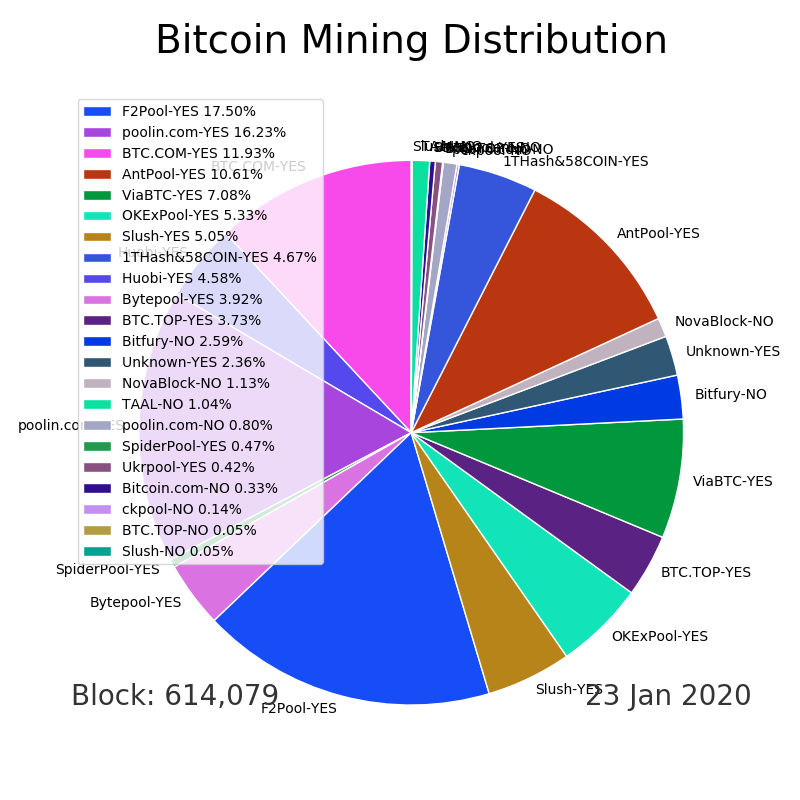 Bitcoin Mining Distribution
F2Pool-YES 17.50%
poolin.com-YES 16.23%
BTC.COM-YES 11.93%
AntPool-YES 10.61%
ViaBTC-YES 7.08%
OKExPool-YES 5.33%
Slush-YES 5.05%
1THash&58COIN-YES 4.67%
Huobi-YES 4.58%
Bytepool-YES 3.92%
BTC.TOP-YES 3.73%
Bitfury-NO 2.59%
Unknown-YES 2.36%
NovaBlock-NO 1.13%
TAAL-NO 1.04%
poolin.com-NO 0.80%
SpiderPool-YES 0.47%
Ukrpool-YES 0.42%
Bitcoin.com-NO 0.33%
ckpool-NO 0.14%
BTC.TOP-NO 0.05%
Slush-NO 0.05%
BTC.COM-YES
Huobi-YES
SpiderPool-YES
Bytepool-YES
F2Pool-YES
1THash&58COIN-YES
AntPool-YES
NovaBlock-NO
Unknown-YES
Bitfury-NO
ViaBTC-YES
BTC.TOP-YES
OKExPool-YES
Slush-YES
Block: 614,079
23 Jan 2020